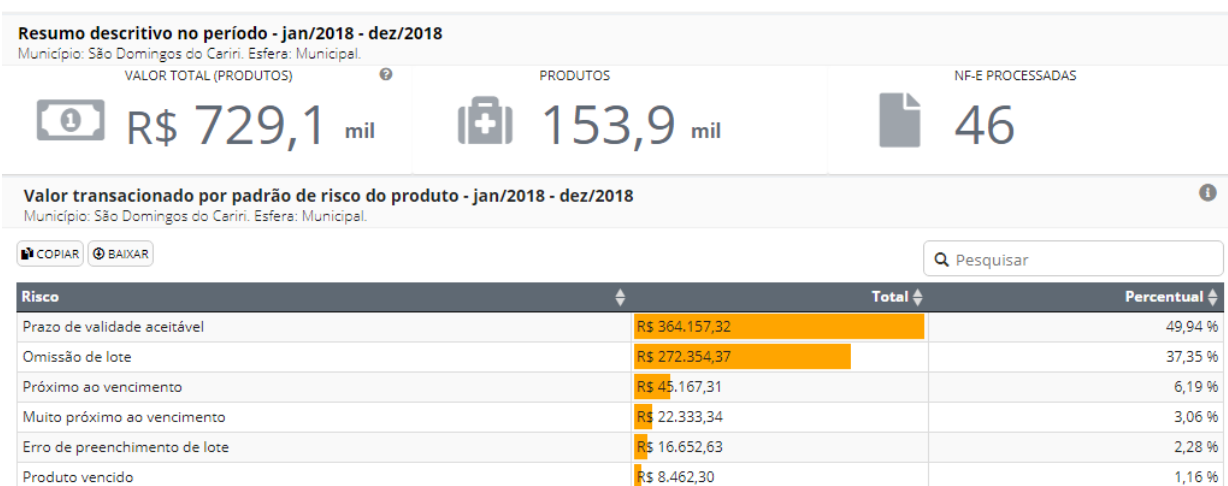 Resumo descritivo no período - jan/2018 - dez/2018
Município: São Domingos do Cariri. Esfera: Municipal.
VALOR TOTAL (PRODUTOS) ?
R$ 729,1 mil
PRODUTOS
153,9 mil
NF-E PROCESSADAS
46
Valor transacionado por padrão de risco do produto - jan/2018 - dez/2018
Município: São Domingos do Cariri. Esfera: Municipal.
COPIAR BAIXAR Pesquisar
Risco Total Percentual
Prazo de validade aceitável R$ 364.157,32 49,94 %
Omissão de lote R$ 272.354,37 37,35 %
Próximo ao vencimento R$ 45.167,31 6,19 %
Muito próximo ao vencimento R$ 22.333,34 3,06 %
Erro de preenchimento de lote R$ 16.652,63 2,28 %
Produto vencido R$ 8.462,30 1,16 %